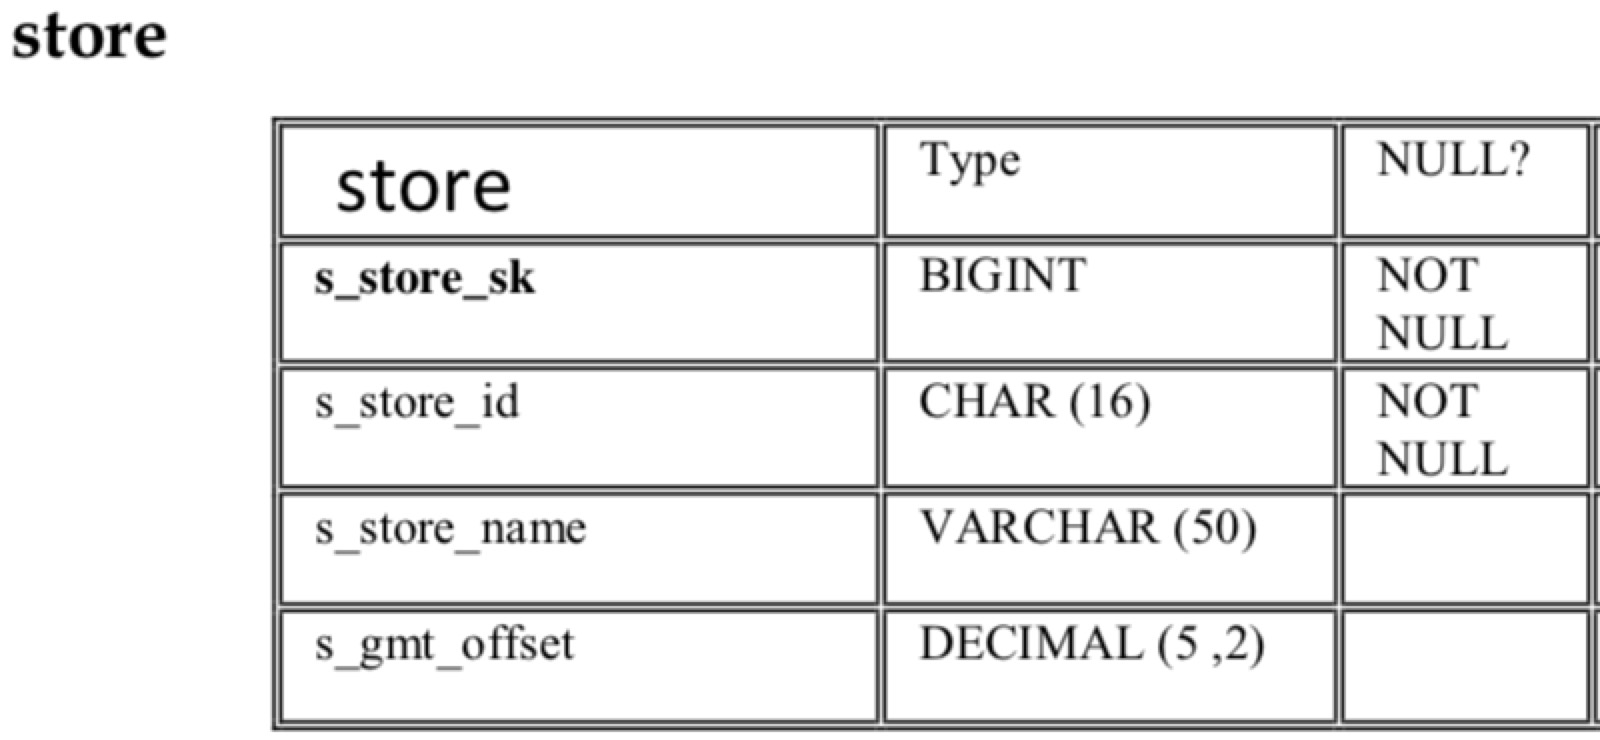 store
store Type NULL?
s_store_sk BIGINT NOT
NULL
s_store_id CHAR (16) NOT
NULL
s_store_name VARCHAR (50)
s_gmt_offset DECIMAL (5 ,2)